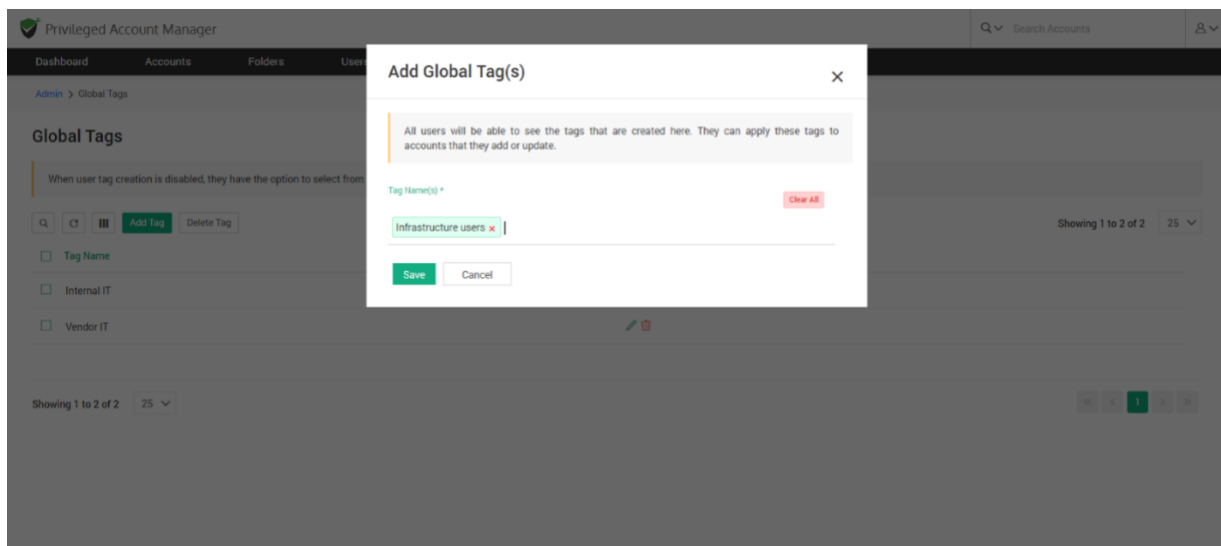 Privileged Account Manager
Search Accounts
Dashboard Accounts Folders Users
Admin > Global Tags
Global Tags
When user tag creation is disabled, they have the option to select from
Add Tag Delete Tag
Showing 1 to 2 of 2 25
Tag Name
Internal IT
Vendor IT
Showing 1 to 2 of 2 25
« < 1 > »
Add Global Tag(s)
All users will be able to see the tags that are created here. They can apply these tags to
accounts that they add or update.
Tag Name(s) *
Clear All
Infrastructure users ×
Save Cancel